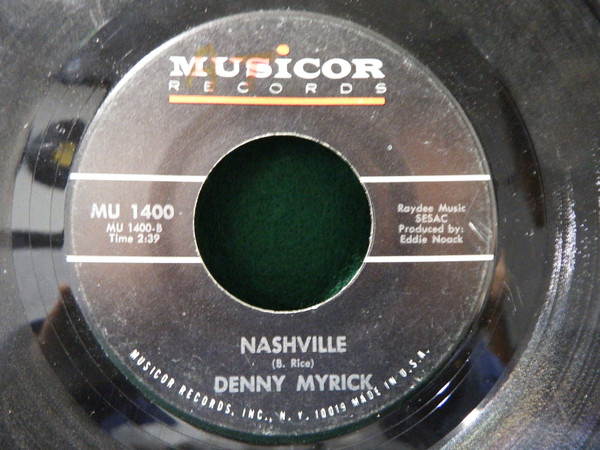 MUSICOR
RECORDS
MU 1400
MU 1400-B
Time 2:39
Raydee Music
SESAC
Produced by:
Eddie Noack
NASHVILLE
(B. Rice)
DENNY MYRICK
MUSICOR RECORDS, INC., N. Y. 10019 MADE IN U.S.A.